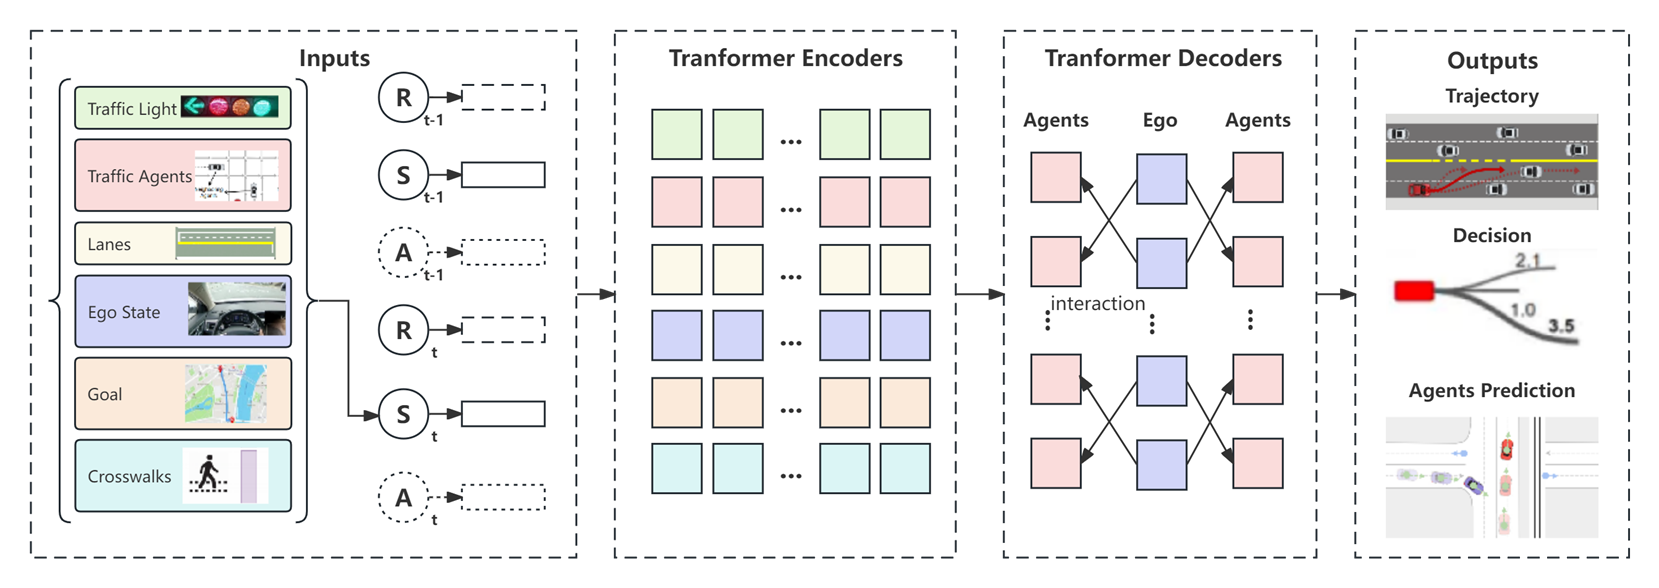 Inputs
Traffic Light
Traffic Agents
Agents
Lanes
Ego State
Goal
Crosswalks
R
t-1
S
t-1
A
t-1
R
t
S
t
A
t
Tranformer Encoders
...
...
...
...
...
...
Tranformer Decoders
Agents Ego Agents
interaction
Outputs
Trajectory
Decision
2.1
1.0
3.5
Agents Prediction